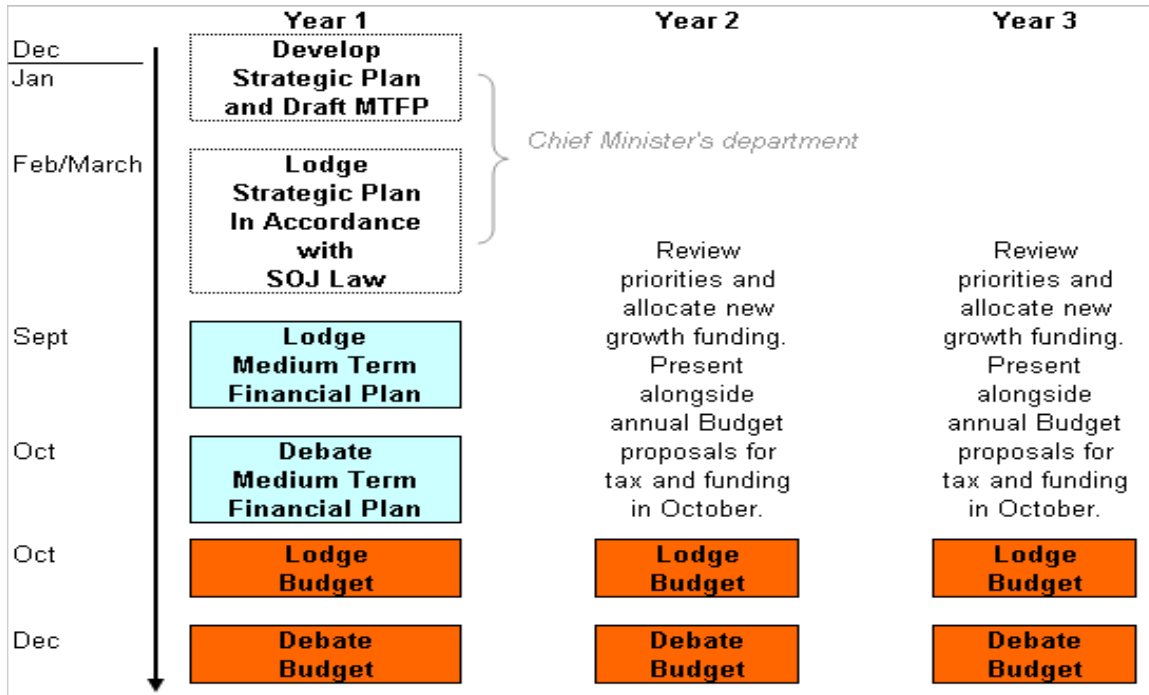 Year 1
Year 2
Year 3
Dec
Jan
Feb/March
Sept
Oct
Oct
Dec
Develop
Strategic Plan
and Draft MTFP
Lodge
Strategic Plan
In Accordance
with
SOJ Law
Chief Minister's department
Lodge
Medium Term
Financial Plan
Debate
Medium Term
Financial Plan
Lodge
Budget
Debate
Budget
Review
priorities and
allocate new
growth funding.
Present
alongside
annual Budget
proposals for
tax and funding
in October.
Lodge
Budget
Debate
Budget
Review
priorities and
allocate new
growth funding.
Present
alongside
annual Budget
proposals for
tax and funding
in October.
Lodge
Budget
Debate
Budget